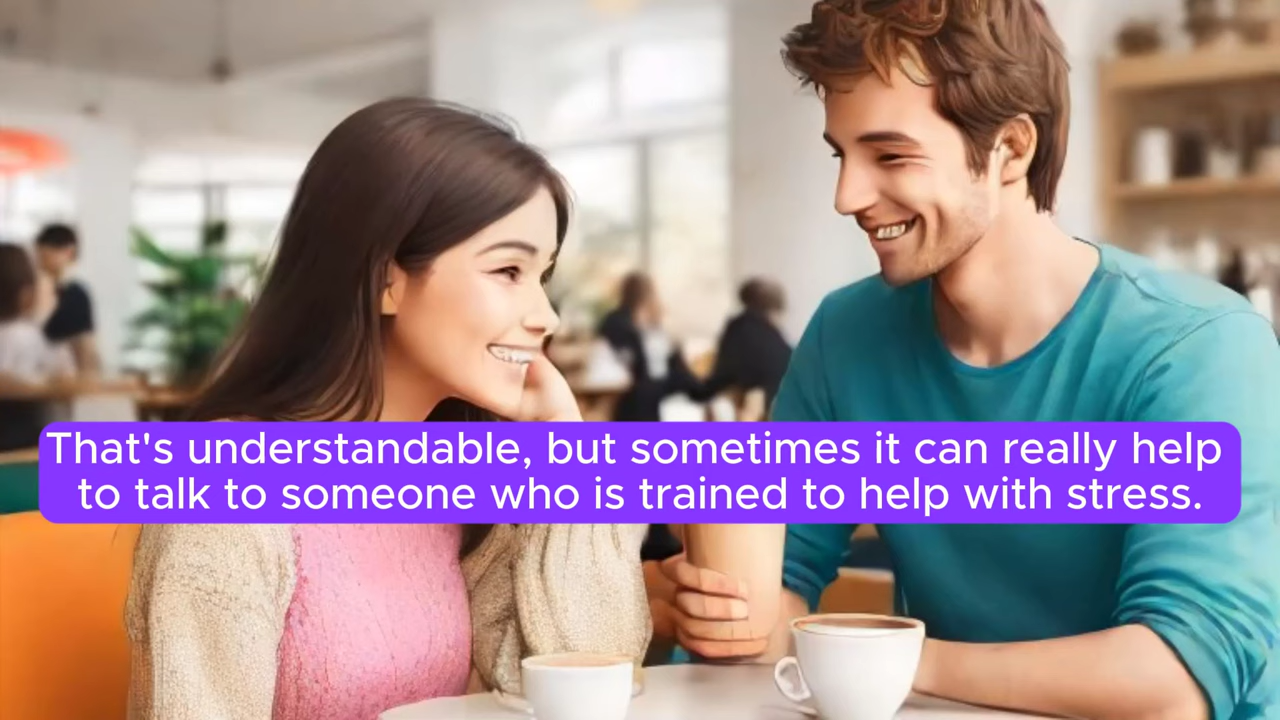 That's understandable, but sometimes it can really help
to talk to someone who is trained to help with stress.